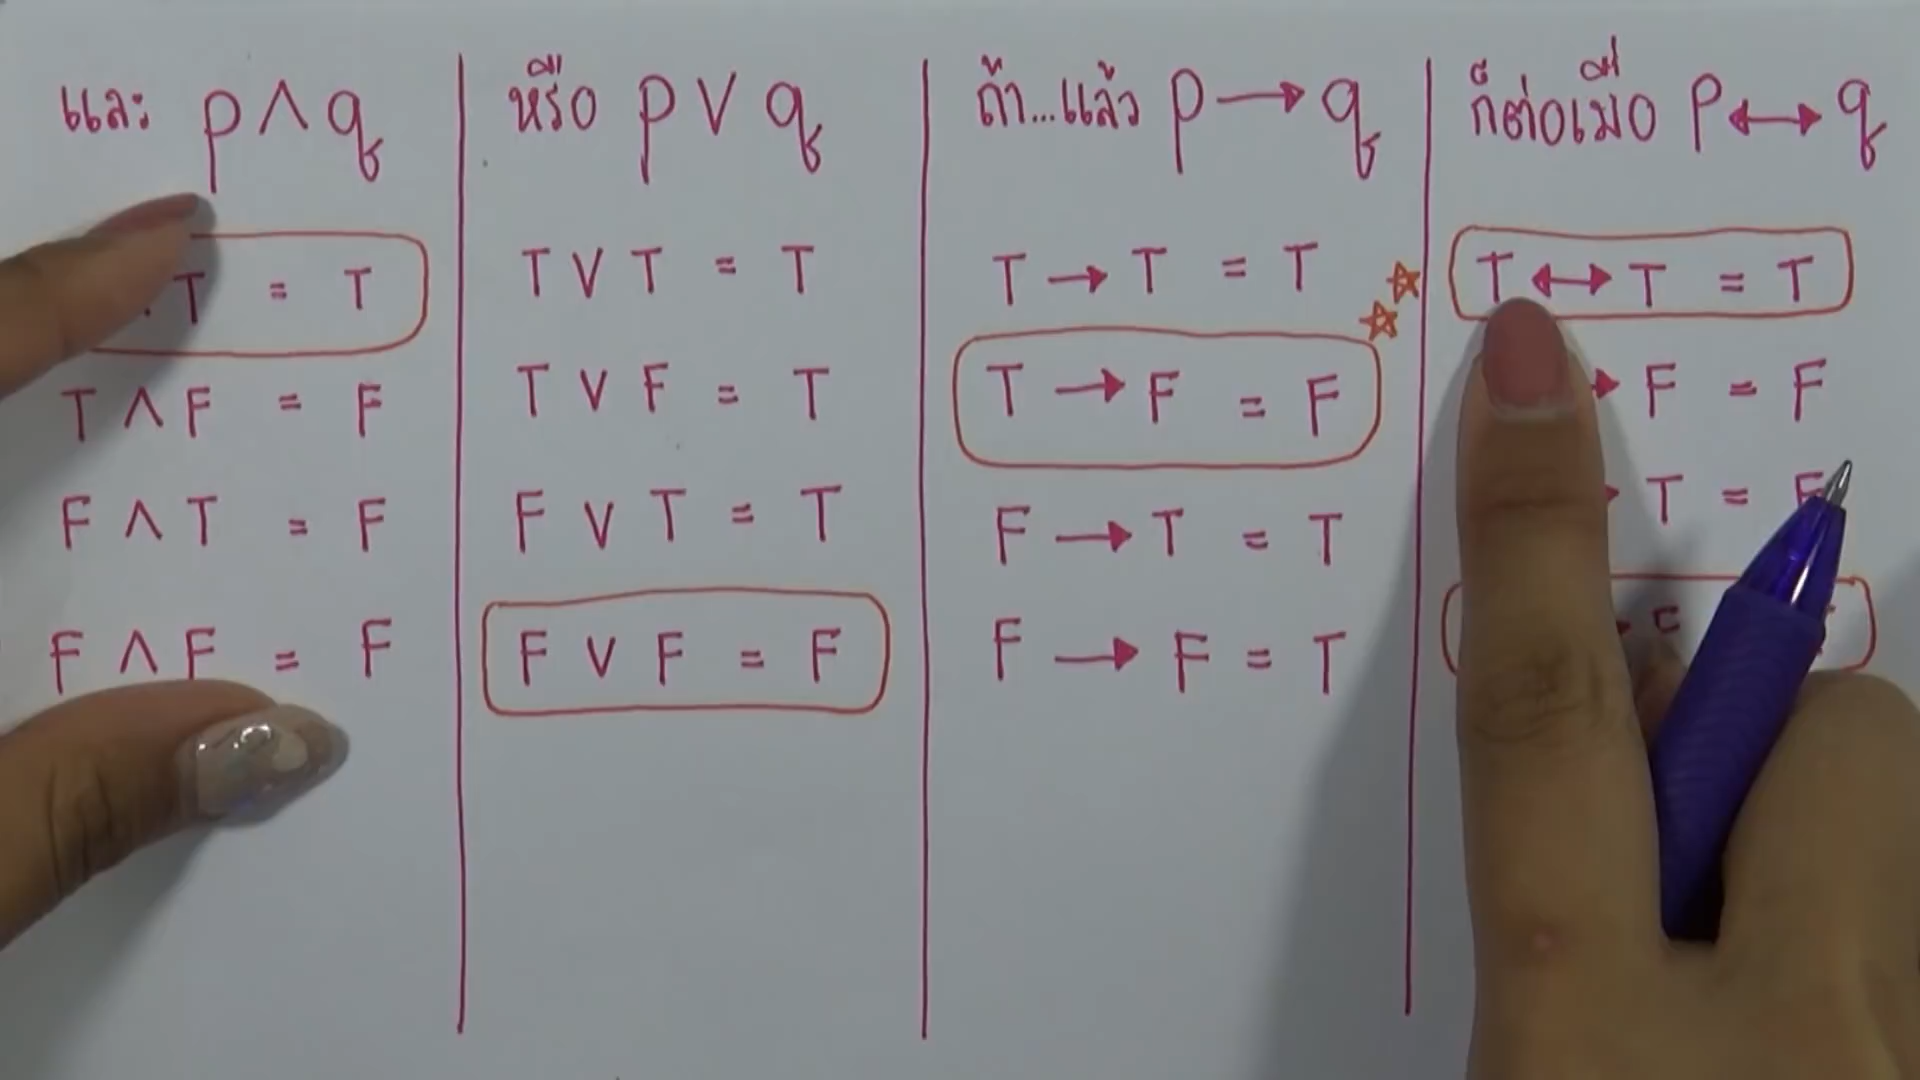 และ p ∧ q
T = T
T ∧ F = F
F ∧ T = F
F ∧ F = F
หรือ p ∨ q
T ∨ T = T
T ∨ F = T
F ∨ T = T
F ∨ F = F
ถ้า...แล้ว p → q
T → T = T
T → F = F
F → T = T
F → F = T
ก็ต่อเมื่อ p ↔ q
T ↔ T = T
F = F
T = F
F